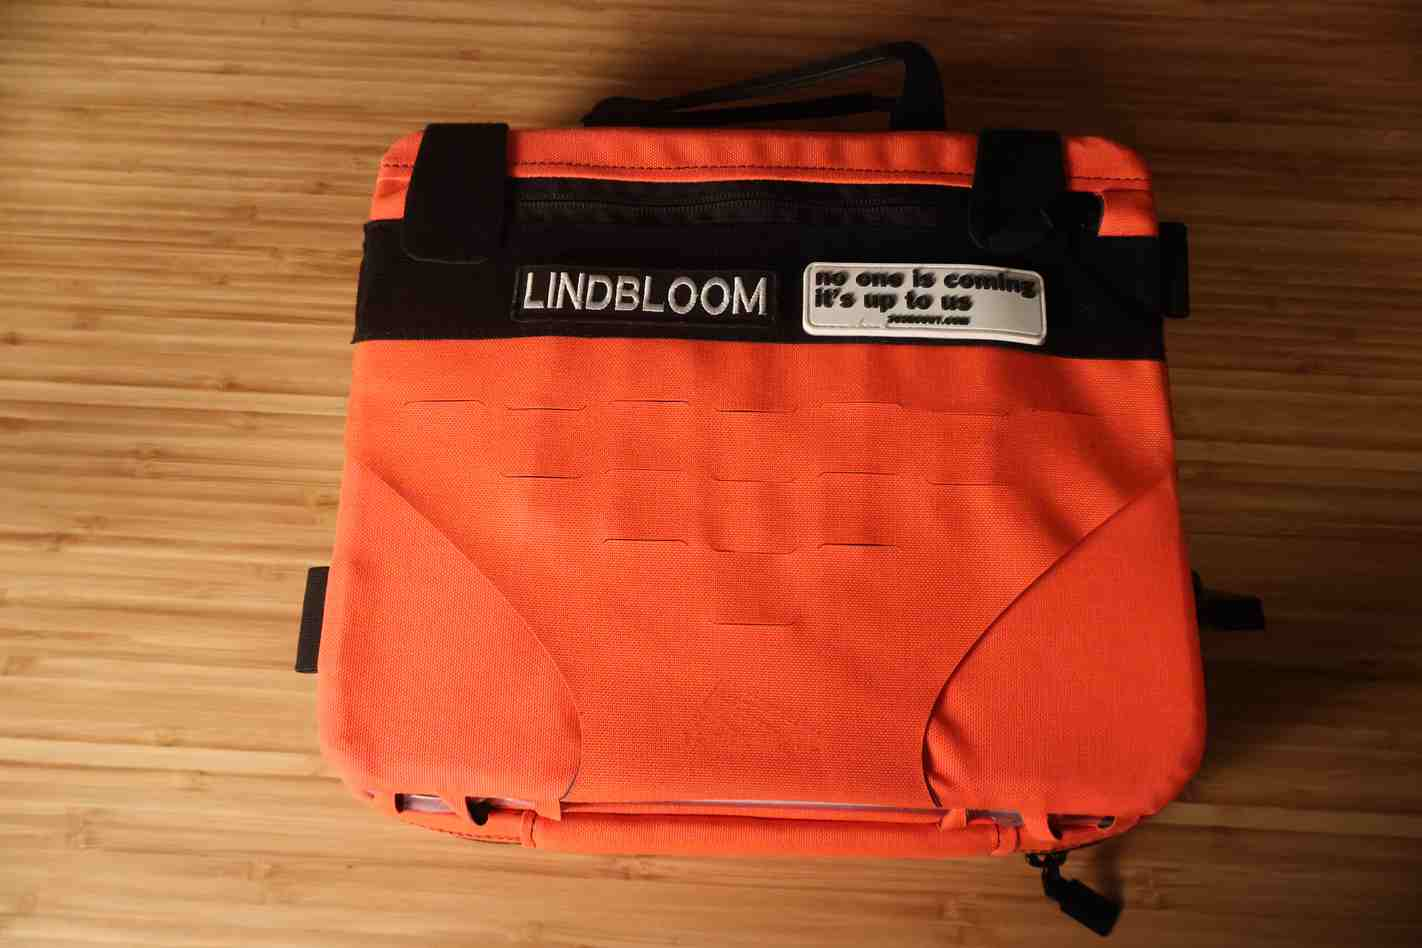 LINDBLOOM
no one is coming
it's up to us